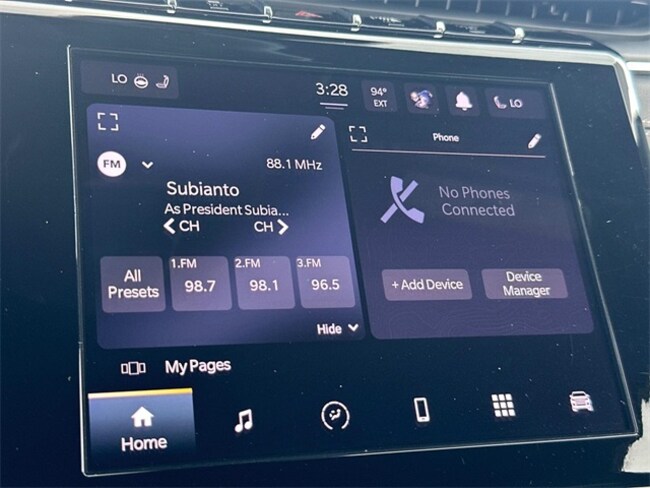 LO
3:28
94°
EXT
LO
FM
88.1 MHz
Subianto
As President Subia...
CH
CH
All
Presets
1.FM
98.7
2.FM
98.1
3.FM
96.5
Hide
Phone
No Phones
Connected
+ Add Device
Device
Manager
My Pages
Home